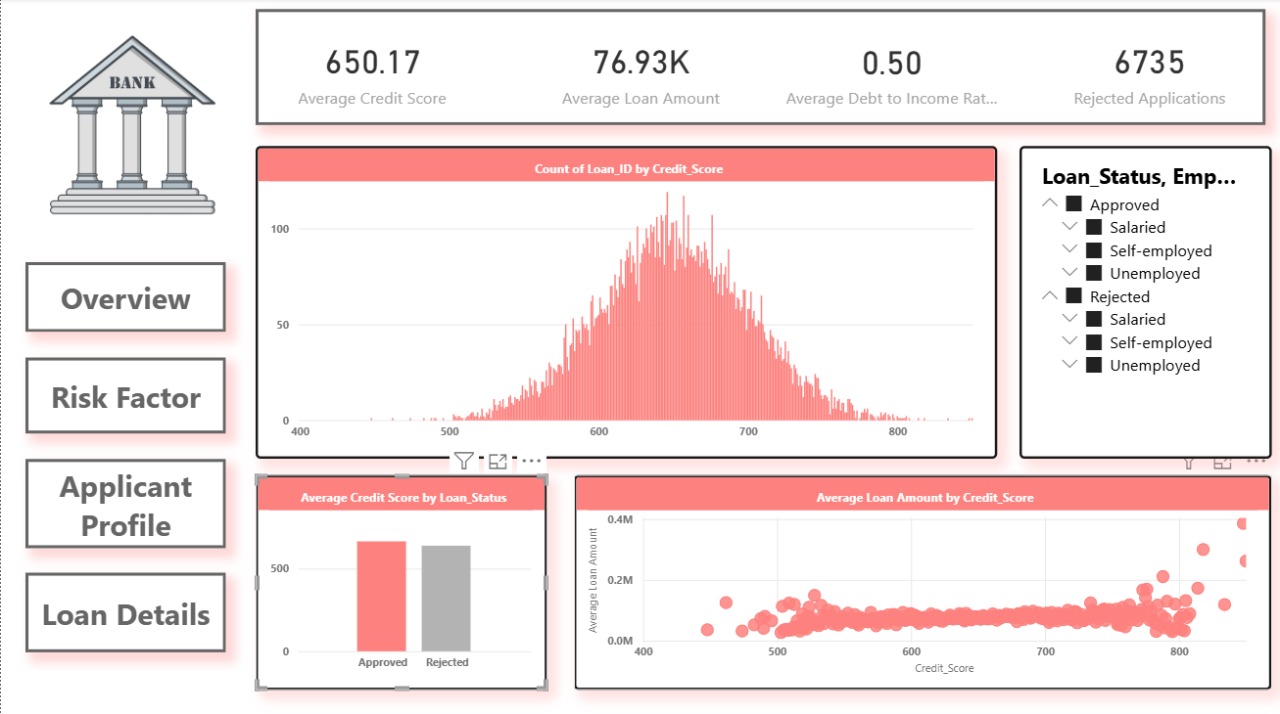 BANK
650.17
Average Credit Score
76.93K
Average Loan Amount
0.50
Average Debt to Income Rat...
6735
Rejected Applications
Overview
Risk Factor
Applicant
Profile
Loan Details
Count of Loan_ID by Credit_Score
100
50
0
400 500 600 700 800
Loan_Status, Emp...
Approved
Salaried
Self-employed
Unemployed
Rejected
Salaried
Self-employed
Unemployed
Average Credit Score by Loan_Status
500
0
Approved Rejected
Average Loan Amount by Credit_Score
Average Loan Amount
0.4M
0.2M
0.0M
400 500 600 700 800
Credit_Score